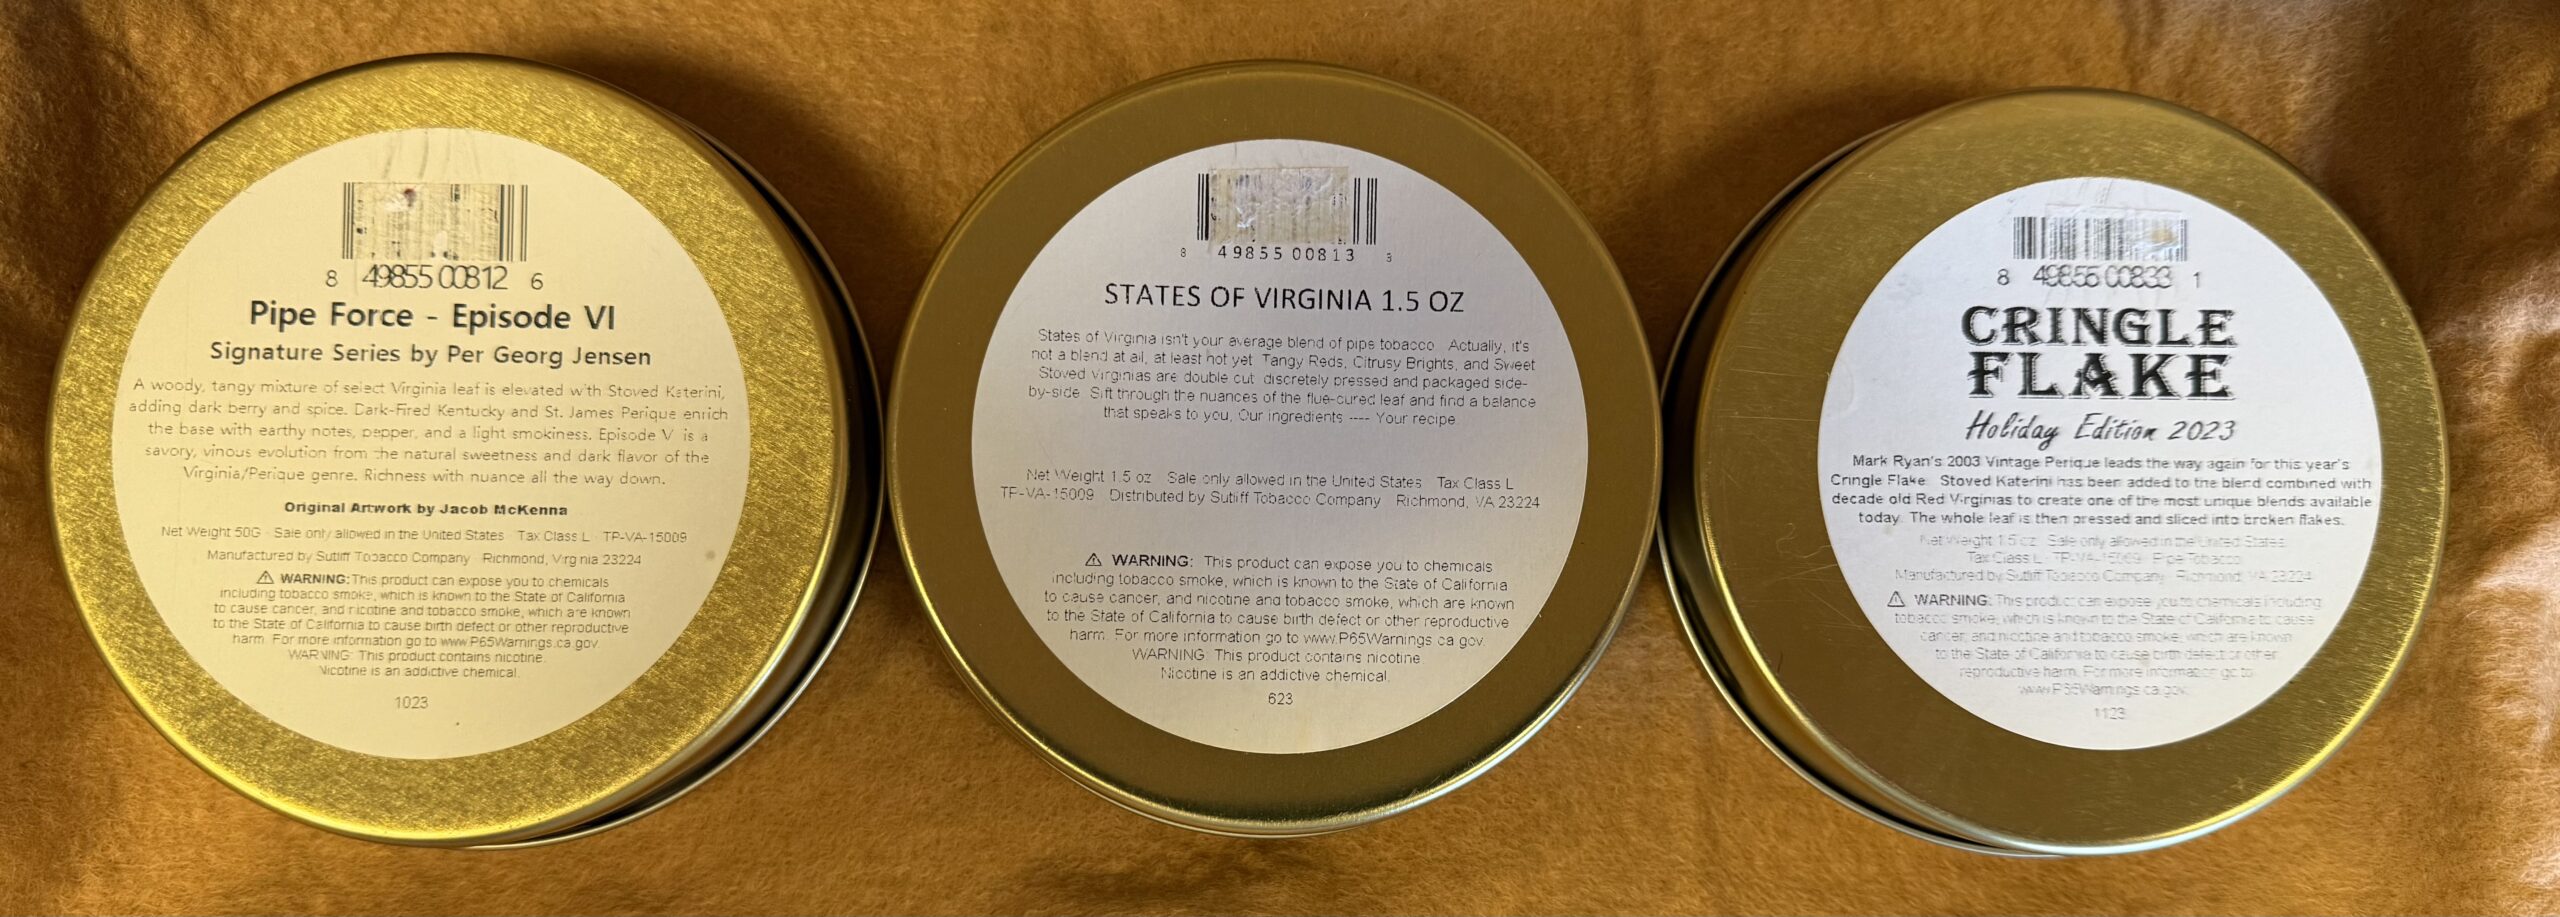 8 49855 00812 6
Pipe Force - Episode VI
Signature Series by Per Georg Jensen
A woody, tangy mixture of select Virginia leaf is elevated with Stoved Katerini,
adding dark berry and spice. Dark-Fired Kentucky and St. James Perique enrich
the base with earthy notes, pepper, and a light smokiness. Episode V is a
savory, vinous evolution from the natural sweetness and dark flavor of the
Virginia/Perique genre. Richness with nuance all the way down.
Original Artwork by Jacob McKenna
Net Weight 50G Sale only allowed in the United States Tax Class L TP-VA-15009
Manufactured by Sutliff Tobacco Company Richmond, Virginia 23224
⚠ WARNING: This product can expose you to chemicals
including tobacco smoke, which is known to the State of California
to cause cancer, and nicotine and tobacco smoke, which are known
to the State of California to cause birth defect or other reproductive
harm. For more information go to www.P65Warnings.ca.gov.
WARNING: This product contains nicotine.
Nicotine is an addictive chemical.
1023
8 49855 00813 3
STATES OF VIRGINIA 1.5 OZ
States of Virginia isn't your average blend of pipe tobacco. Actually, it's
not a blend at all, at least not yet. Tangy Reds, Citrusy Brights, and Sweet
Stoved Virginias are double cut, discretely pressed and packaged side-
by-side. Sift through the nuances of the flue-cured leaf and find a balance
that speaks to you, Our ingredients ---- Your recipe.
Net Weight 1.5 oz Sale only allowed in the United States Tax Class L
TP-VA-15009 Distributed by Sutliff Tobacco Company Richmond, VA 23224
⚠ WARNING: This product can expose you to chemicals
including tobacco smoke, which is known to the State of California
to cause cancer, and nicotine and tobacco smoke, which are known
to the State of California to cause birth defect or other reproductive
harm. For more information go to www.P65Warnings.ca.gov.
WARNING: This product contains nicotine.
Nicotine is an addictive chemical.
623
8 49855 00833 1
CRINGLE
FLAKE
Holiday Edition 2023
Mark Ryan's 2003 Vintage Perique leads the way again for this year's
Cringle Flake. Stoved Katerini has been added to the blend combined with
decade old Red Virginias to create one of the most unique blends available
today. The whole leaf is then pressed and sliced into broken flakes.
Net Weight 1.5 oz Sale only allowed in the United States
Tax Class L TP-VA-15009 Pipe Tobacco
Manufactured by Sutliff Tobacco Company Richmond, VA 23224
⚠ WARNING: This product can expose you to chemicals including
tobacco smoke, which is known to the State of California to cause
cancer, and nicotine and tobacco smoke, which are known
to the State of California to cause birth defect or other
reproductive harm. For more information go to
www.P65Warnings.ca.gov.
1123